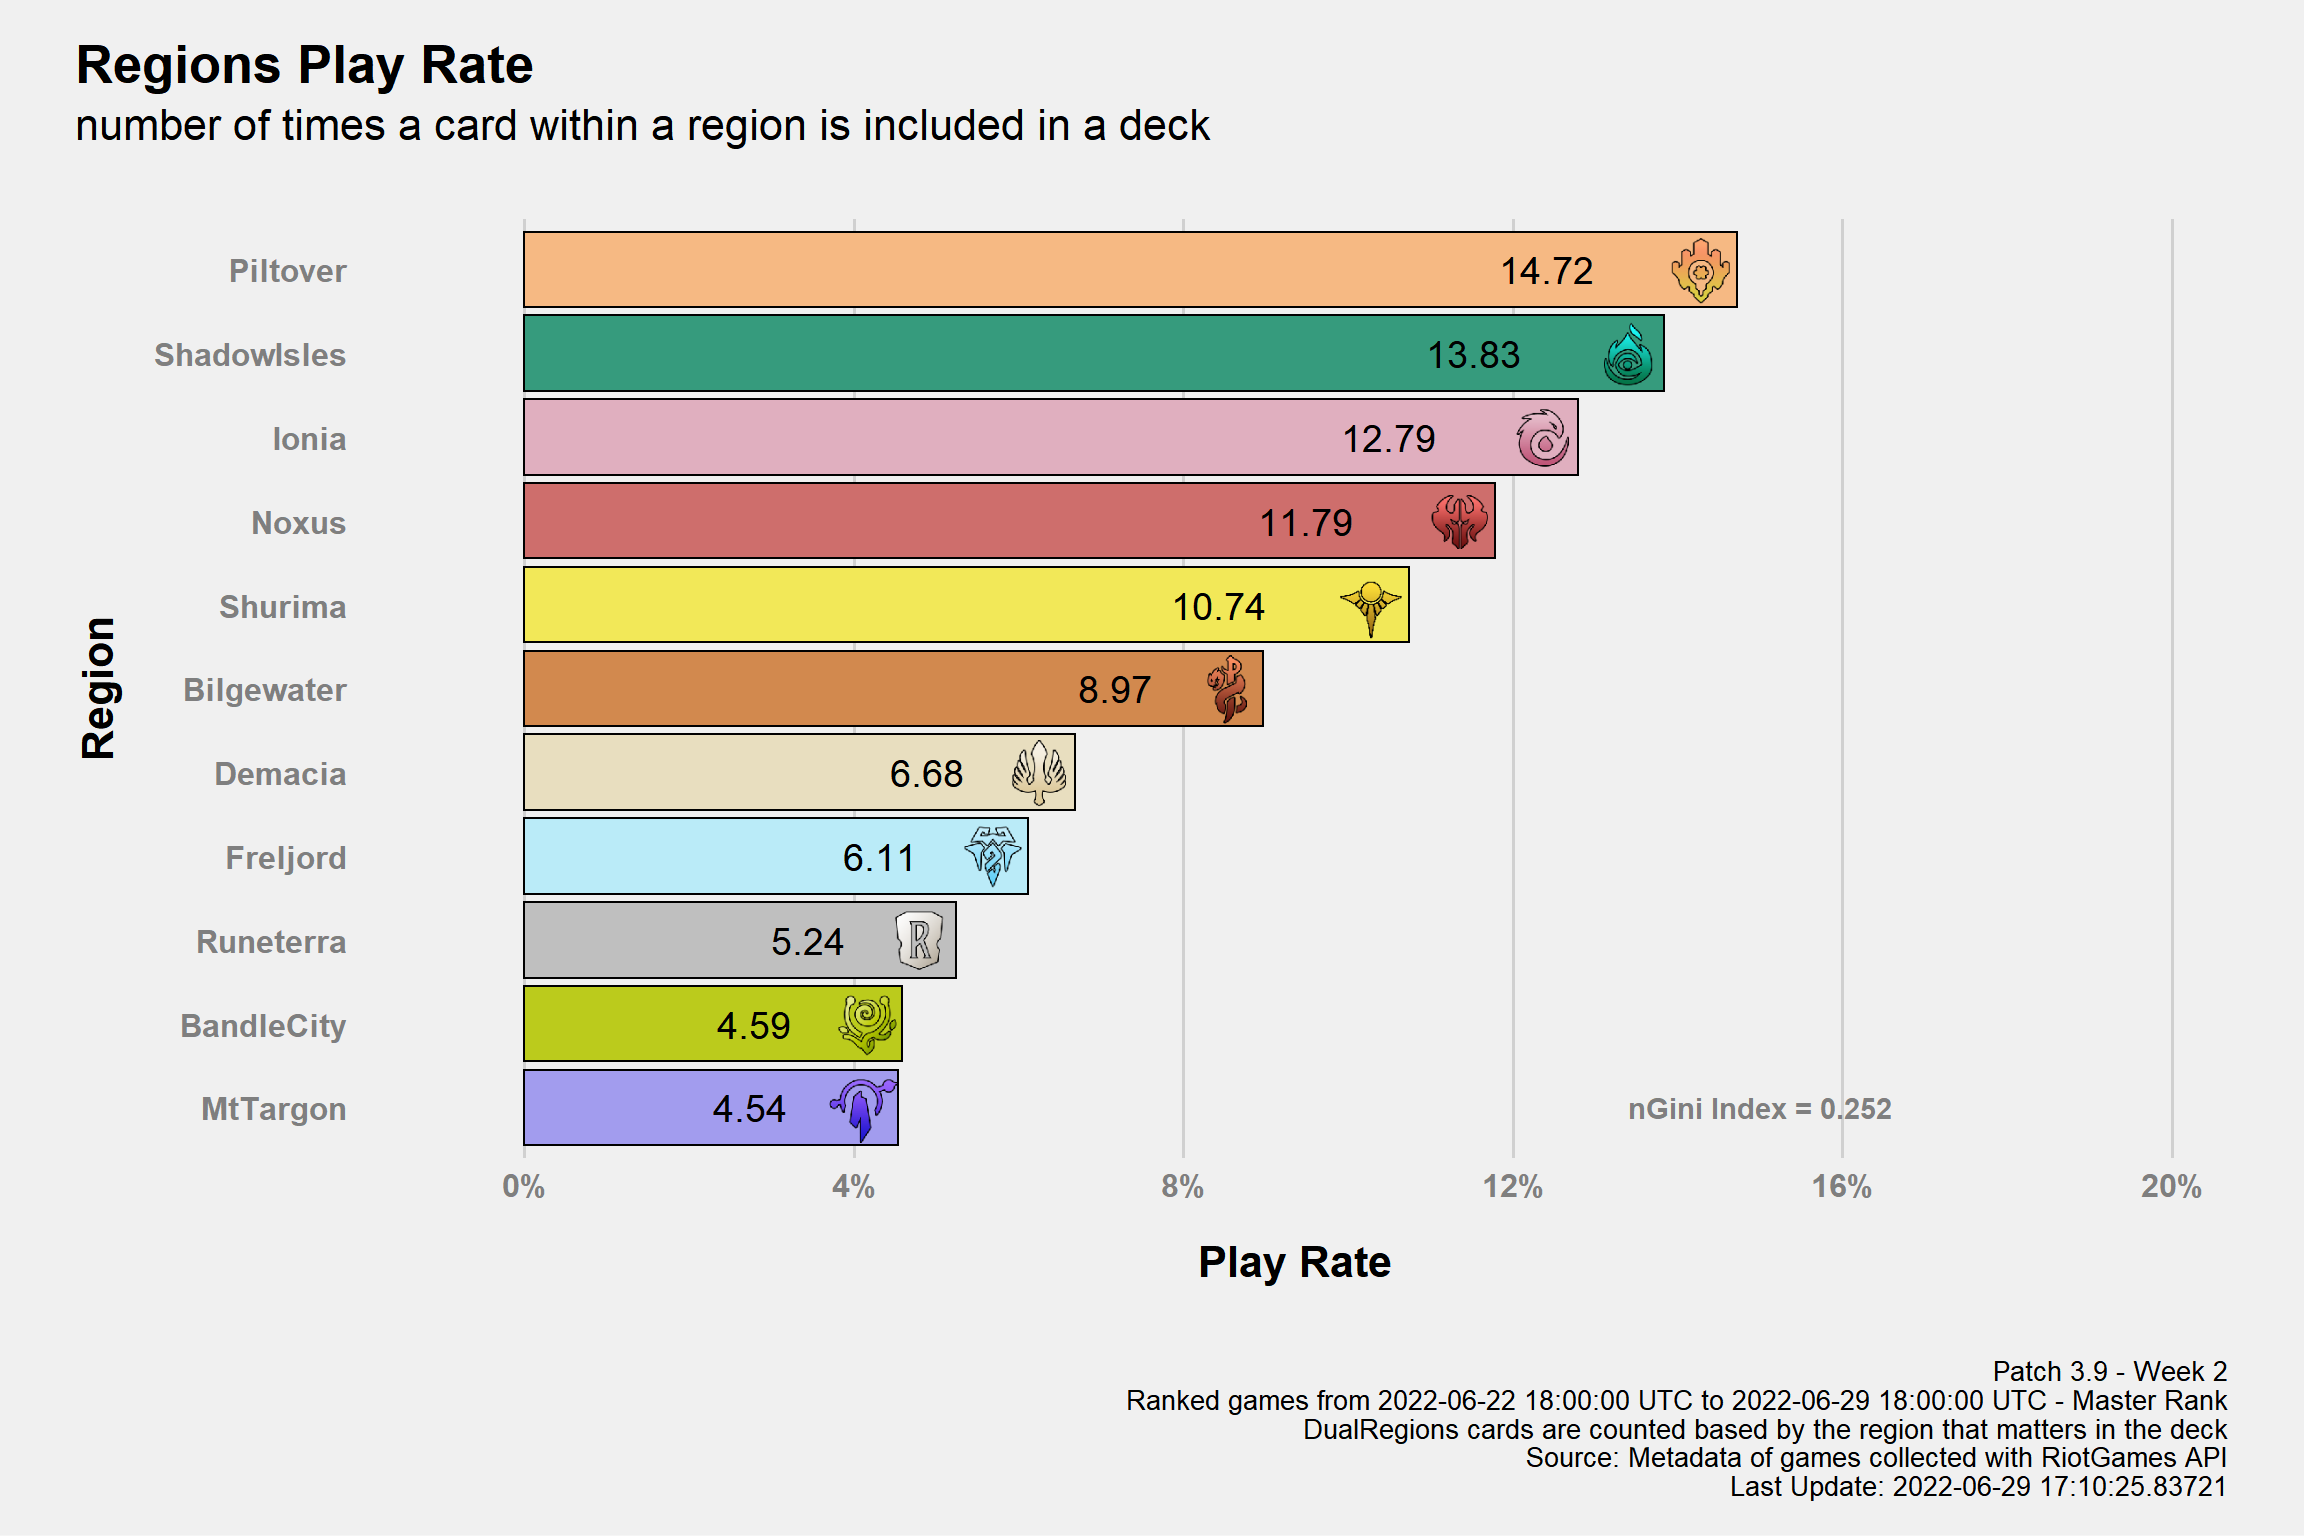 Regions Play Rate
number of times a card within a region is included in a deck
Region
Piltover 14.72
ShadowIsles 13.83
Ionia 12.79
Noxus 11.79
Shurima 10.74
Bilgewater 8.97
Demacia 6.68
Freljord 6.11
Runeterra 5.24 R
BandleCity 4.59
MtTargon 4.54 nGini Index = 0.252
0% 4% 8% 12% 16% 20%
Play Rate
Patch 3.9 - Week 2
Ranked games from 2022-06-22 18:00:00 UTC to 2022-06-29 18:00:00 UTC - Master Rank
DualRegions cards are counted based by the region that matters in the deck
Source: Metadata of games collected with RiotGames API
Last Update: 2022-06-29 17:10:25.83721